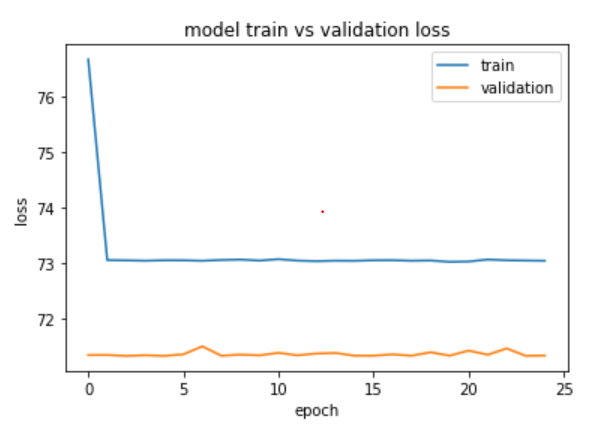 model train vs validation loss
train
validation
76
75
74
73
72
loss
0 5 10 15 20 25
epoch